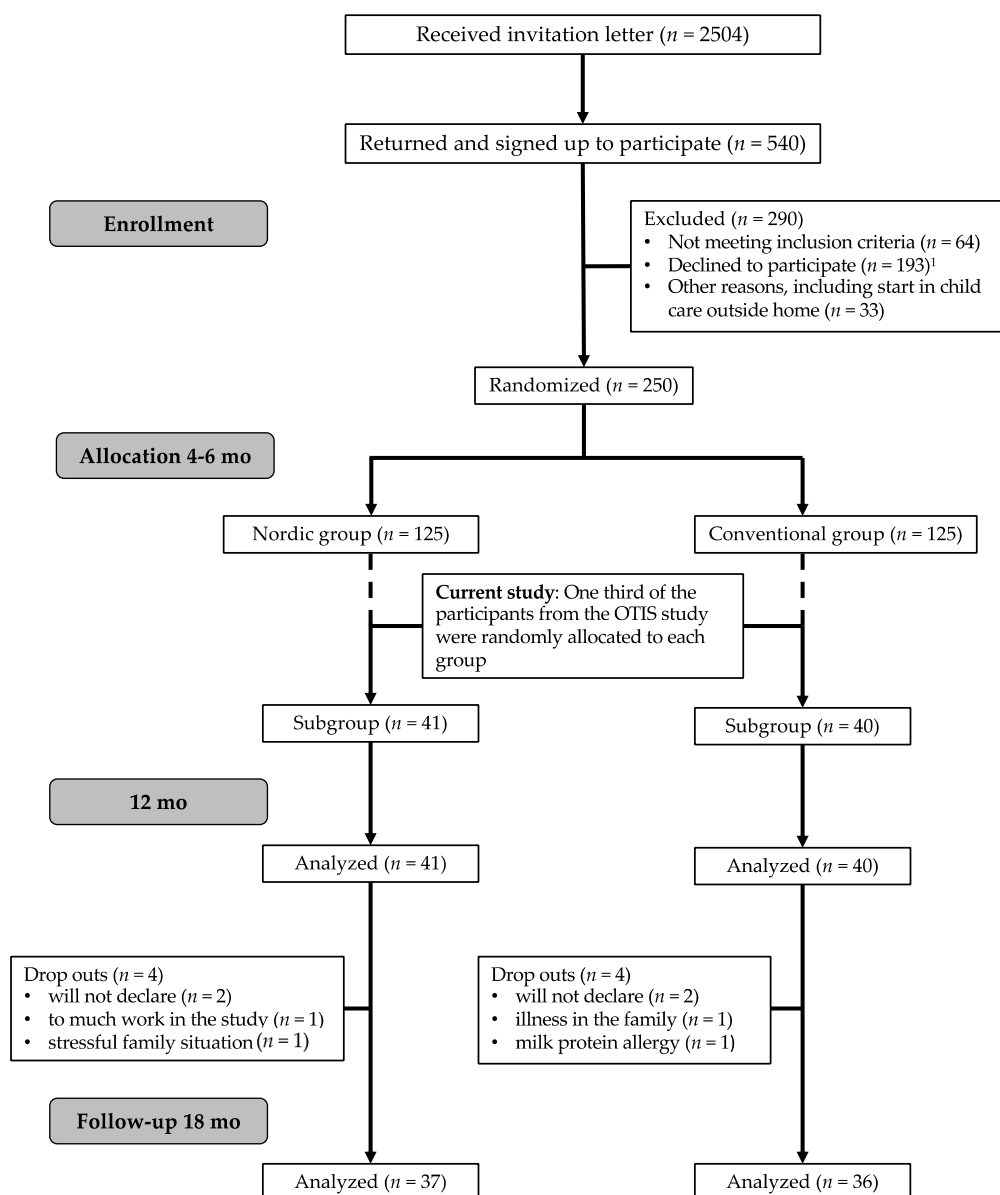 Received invitation letter (n = 2504)
Returned and signed up to participate (n = 540)
Enrollment
Excluded (n = 290)
• Not meeting inclusion criteria (n = 64)
• Declined to participate (n = 193)¹
• Other reasons, including start in child
care outside home (n = 33)
Randomized (n = 250)
Allocation 4-6 mo
Nordic group (n = 125)
Conventional group (n = 125)
Current study: One third of the
participants from the OTIS study
were randomly allocated to each
group
Subgroup (n = 41)
Subgroup (n = 40)
12 mo
Analyzed (n = 41)
Analyzed (n = 40)
Drop outs (n = 4)
• will not declare (n = 2)
• to much work in the study (n = 1)
• stressful family situation (n = 1)
Drop outs (n = 4)
• will not declare (n = 2)
• illness in the family (n = 1)
• milk protein allergy (n = 1)
Follow-up 18 mo
Analyzed (n = 37)
Analyzed (n = 36)